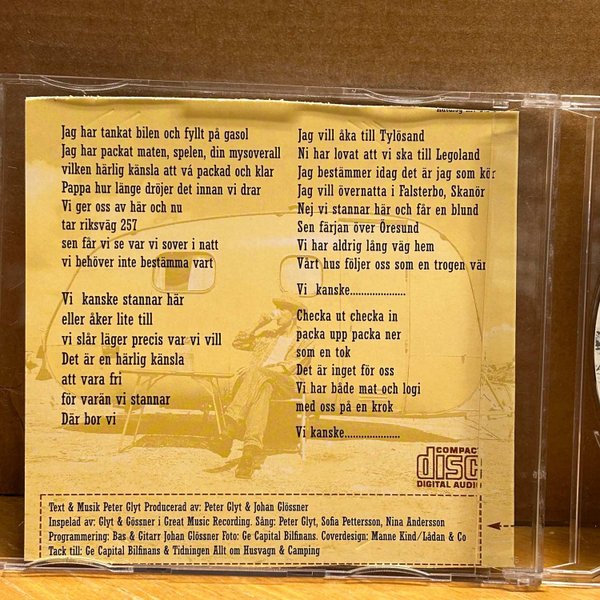 Jag har tankat bilen och fyllt på gasol
Jag har packat maten, spelen, din mysoverall
vilken härlig känsla att vá packad och klar
Pappa hur länge dröjer det innan vi drar
Vi ger oss av här och nu
tar riksväg 257
sen får vi se var vi sover i natt
vi behöver inte bestämma vart
Vi kanske stannar här
eller åker lite till
vi slår läger precis var vi vill
Det är en härlig känsla
att vara fri
för varän vi stannar
Där bor vi
Jag vill åka till Tylösand
Ni har lovat att vi ska till Legoland
Jag bestämmer idag det är jag som kör
Jag vill övernatta i Falsterbo, Skanör
Nej vi stannar här och får en blund
Sen färjan över Öresund
Vi har aldrig lång väg hem
Vårt hus följer oss som en trogen vän
Vi kanske....................
Checka ut checka in
packa upp packa ner
som en tok
Det är inget för oss
Vi har både mat och logi
med oss på en krok
Vi kanske....................
COMPACT
disc
DIGITAL AUDIO
Text & Musik Peter Glyt Producerad av: Peter Glyt & Johan Glössner
Inspelad av: Glyt & Gössner i Great Music Recording. Sång: Peter Glyt, Sofia Pettersson, Nina Andersson
Programmering: Bas & Gitarr Johan Glössner Foto: Ge Capital Bilfinans. Coverdesign: Manne Kind/Lådan & Co
Tack till: Ge Capital Bilfinans & Tidningen Allt om Husvagn & Camping